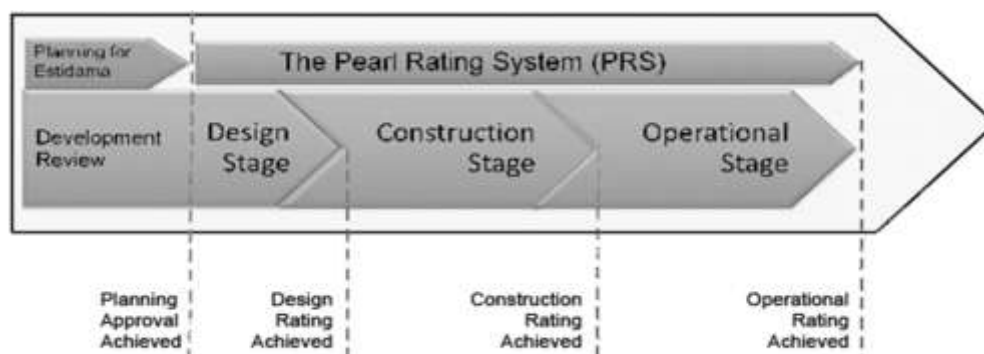 Planning for
Estidama
The Pearl Rating System (PRS)
Development
Review
Design
Stage
Construction
Stage
Operational
Stage
Planning
Approval
Achieved
Design
Rating
Achieved
Construction
Rating
Achieved
Operational
Rating
Achieved